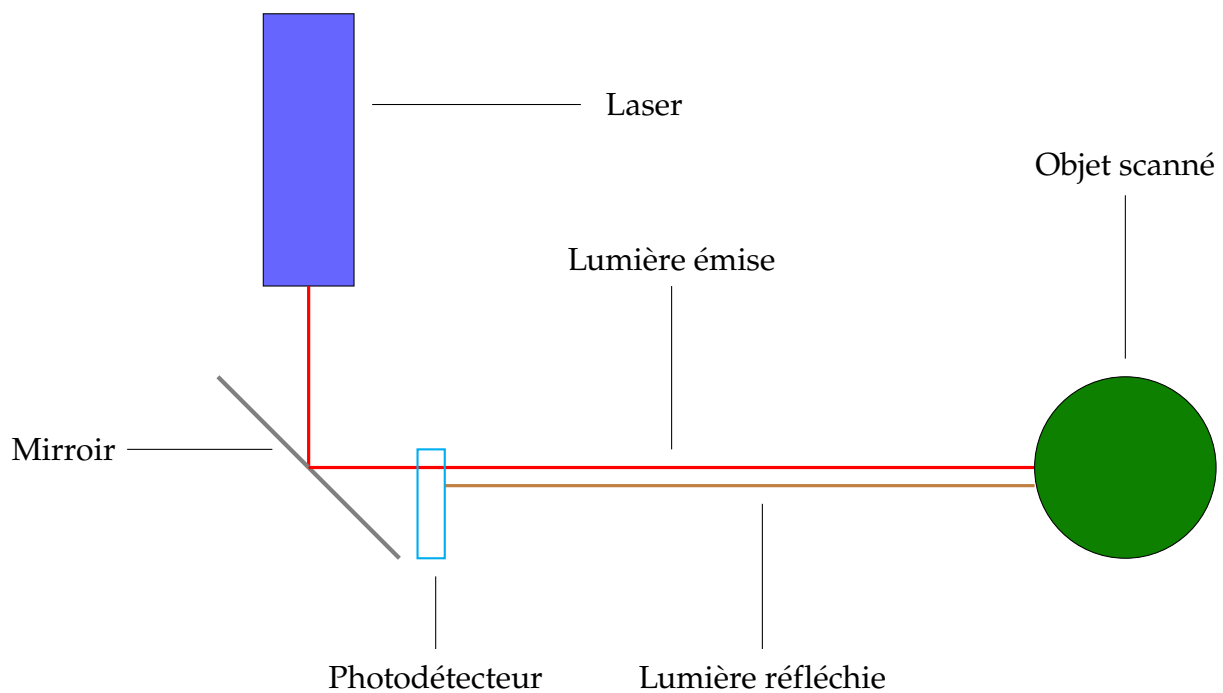 Laser
Objet scanné
Lumière émise
Mirroir
Photodétecteur
Lumière réfléchie